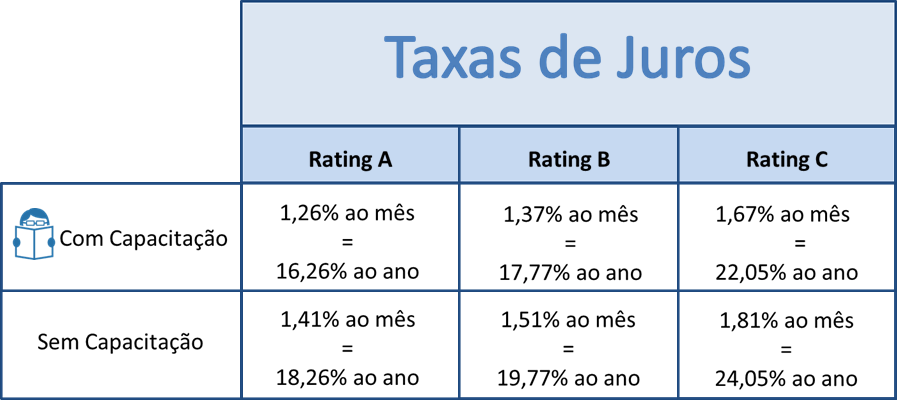 Taxas de Juros
Rating A
Rating B
Rating C
Com Capacitação
1,26% ao mês
=
16,26% ao ano
1,37% ao mês
=
17,77% ao ano
1,67% ao mês
=
22,05% ao ano
Sem Capacitação
1,41% ao mês
=
18,26% ao ano
1,51% ao mês
=
19,77% ao ano
1,81% ao mês
=
24,05% ao ano